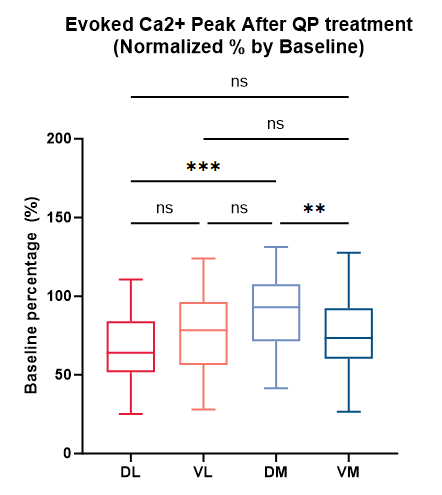 Evoked Ca2+ Peak After QP treatment
(Normalized % by Baseline)
ns
ns
***
ns
ns
**
Baseline percentage (%)
200
150
100
50
0
DL
VL
DM
VM